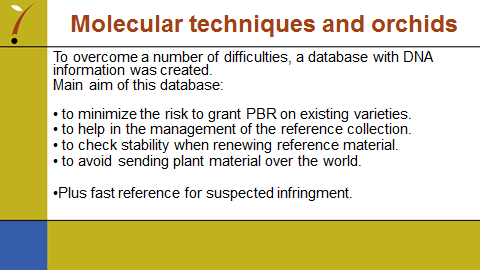 Molecular techniques and orchids
To overcome a number of difficulties, a database with DNA
information was created.
Main aim of this database:
• to minimize the risk to grant PBR on existing varieties.
• to help in the management of the reference collection.
• to check stability when renewing reference material.
• to avoid sending plant material over the world.
•Plus fast reference for suspected infringment.